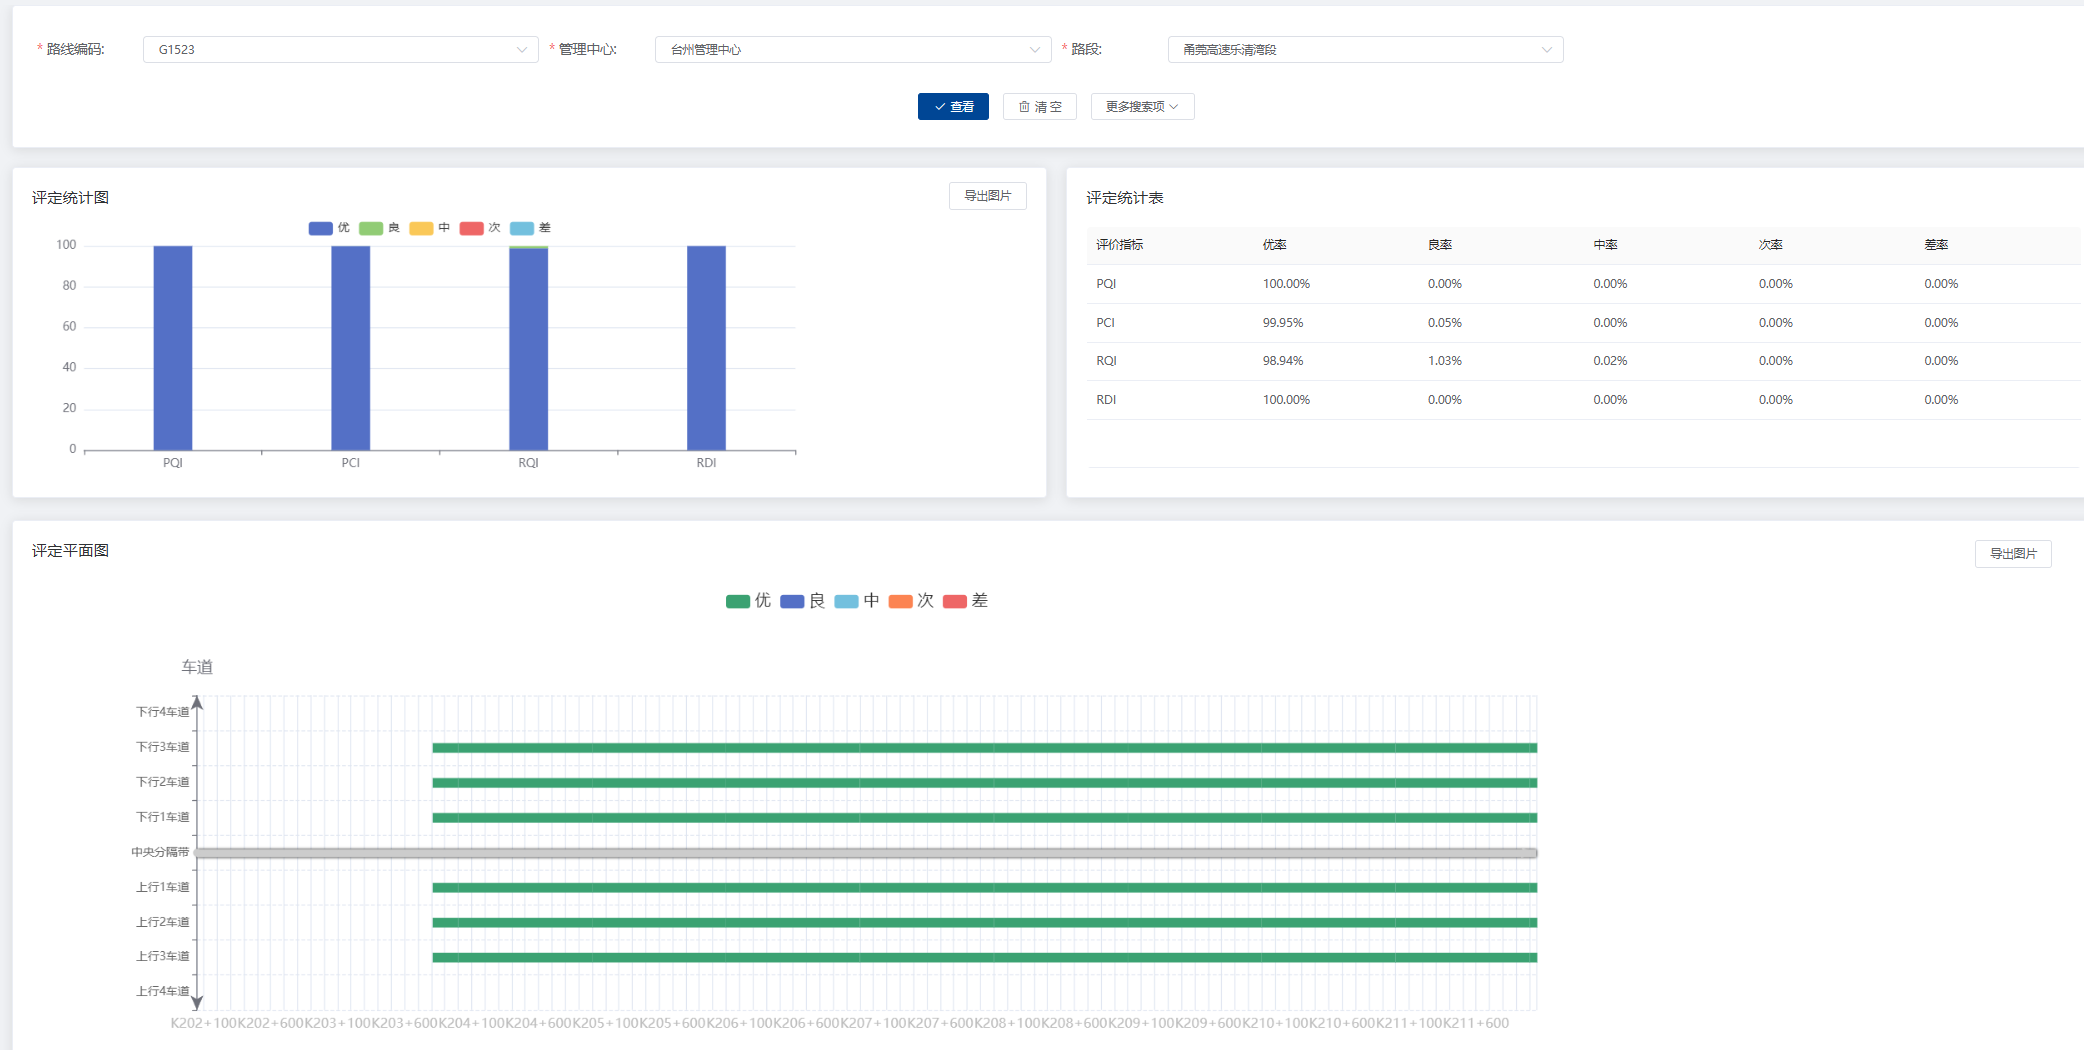 * 路线编码: G1523 * 管理中心: 台州管理中心 * 路段: 甬莞高速乐清湾段
查看 清 空 更多搜索项
评定统计图 导出图片
优 良 中 次 差
100
80
60
40
20
0
PQI PCI RQI RDI
评定统计表
评价指标 优率 良率 中率 次率 差率
PQI 100.00% 0.00% 0.00% 0.00% 0.00%
PCI 99.95% 0.05% 0.00% 0.00% 0.00%
RQI 98.94% 1.03% 0.02% 0.00% 0.00%
RDI 100.00% 0.00% 0.00% 0.00% 0.00%
评定平面图 导出图片
优 良 中 次 差
车道
下行4车道
下行3车道
下行2车道
下行1车道
中央分隔带
上行1车道
上行2车道
上行3车道
上行4车道
K202+100K202+600K203+100K203+600K204+100K204+600K205+100K205+600K206+100K206+600K207+100K207+600K208+100K208+600K209+100K209+600K210+100K210+600K211+100K211+600